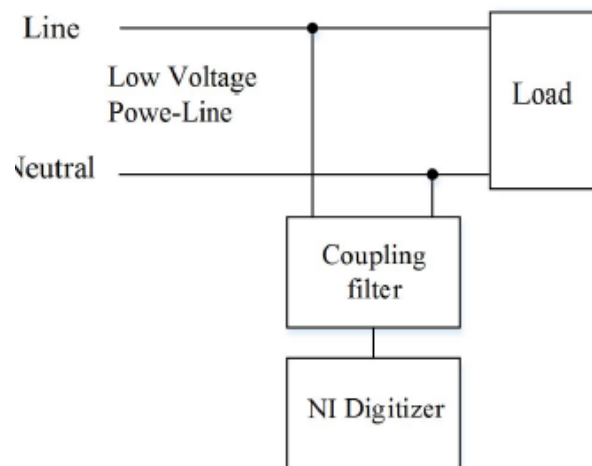 Line
Low Voltage
Powe-Line
Load
Neutral
Coupling
filter
NI Digitizer